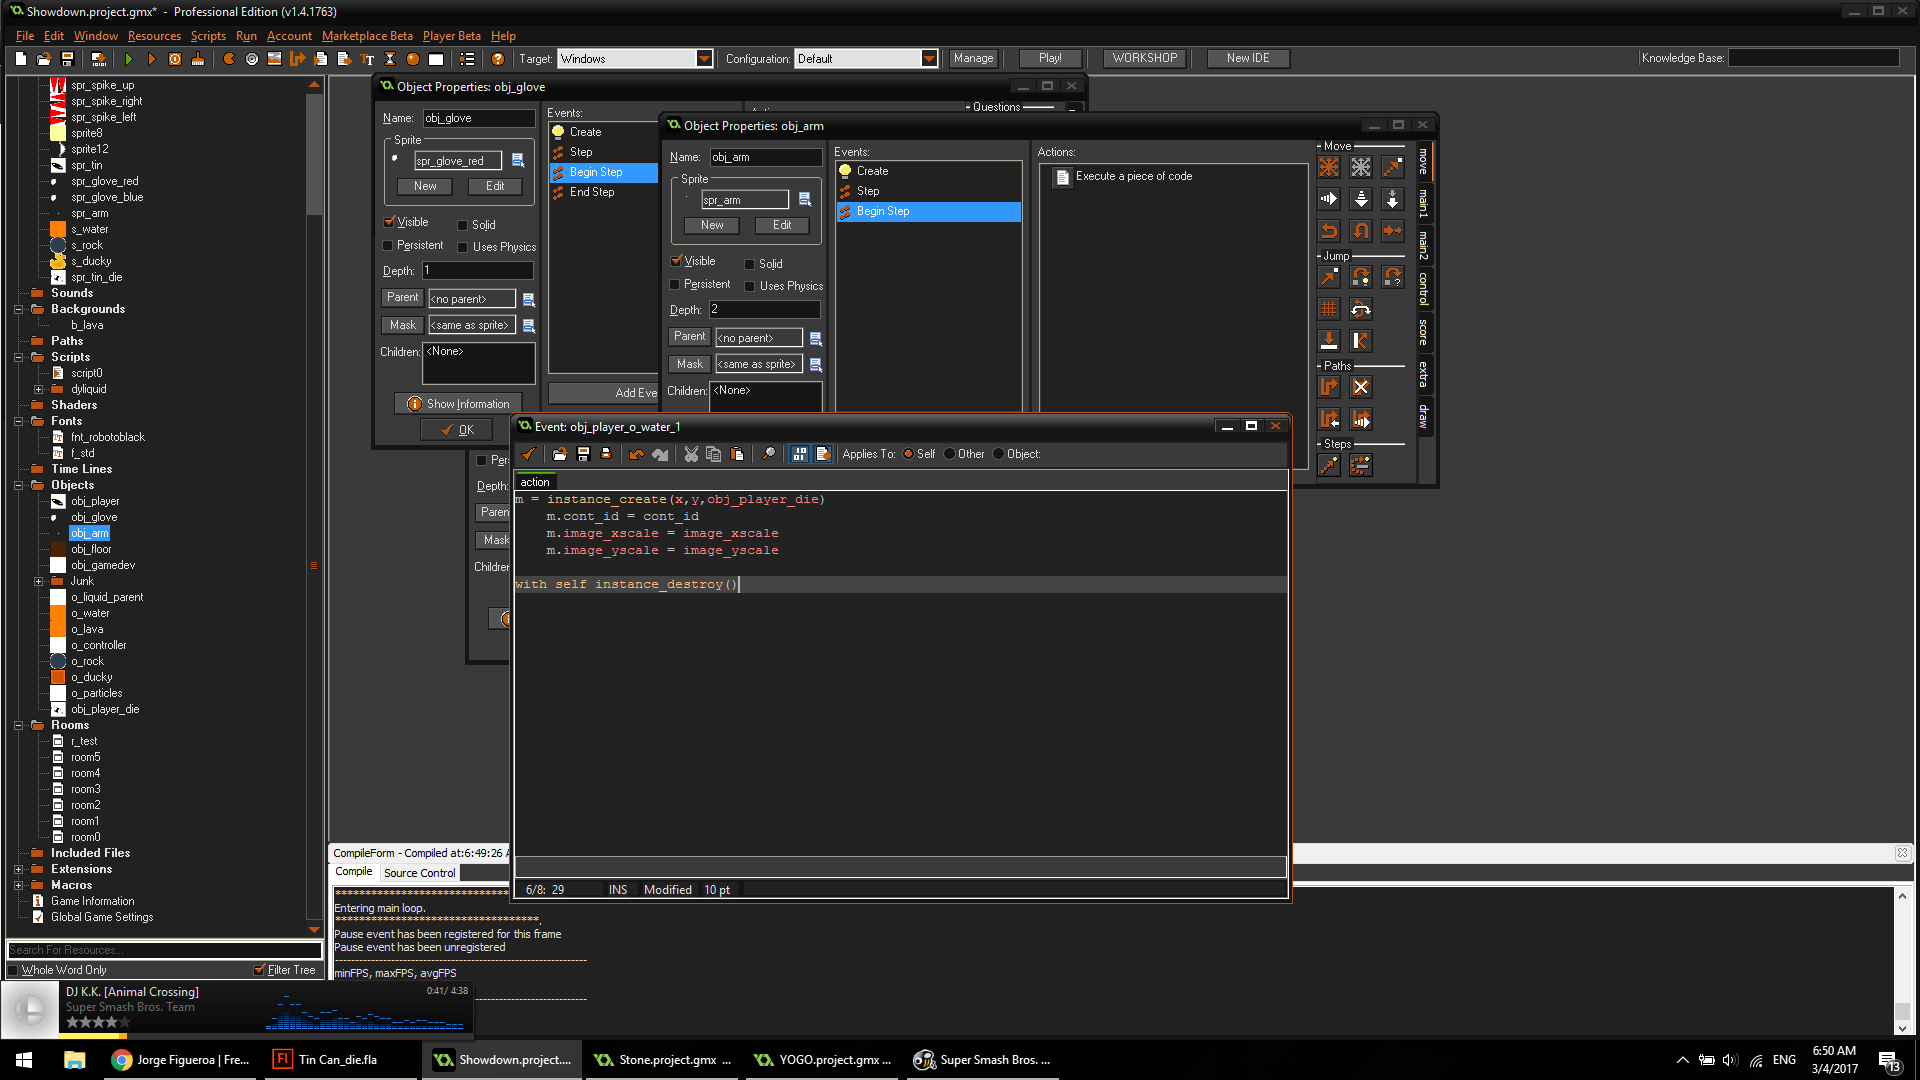 Showdown.project.gmx*  -  Professional Edition (v1.4.1763)
File Edit Window Resources Scripts Run Account Marketplace Beta Player Beta Help
Target: Windows Configuration: Default Manage Play! WORKSHOP New IDE Knowledge Base:
spr_spike_up
spr_spike_right
spr_spike_left
sprite8
sprite12
spr_tin
spr_glove_red
spr_glove_blue
spr_arm
s_water
s_rock
s_ducky
spr_tin_die
Sounds
Backgrounds
b_lava
Paths
Scripts
script0
dyliquid
Shaders
Fonts
fnt_robotoblack
f_std
Time Lines
Objects
obj_player
obj_glove
obj_arm
obj_floor
obj_gamedev
Junk
o_liquid_parent
o_water
o_lava
o_controller
o_rock
o_ducky
o_particles
obj_player_die
Rooms
r_test
room5
room4
room3
room2
room1
room0
Included Files
Extensions
Macros
Game Information
Global Game Settings
Search For Resources...
Whole Word Only Filter Tree
Object Properties: obj_glove
Name: obj_glove
Sprite
spr_glove_red
New Edit
Visible Solid
Persistent Uses Physics
Depth: 1
Parent <no parent>
Mask <same as sprite>
Children: <None>
Show Information
OK
Events:
Create
Step
Begin Step
End Step
Add Eve
Questions
Object Properties: obj_arm
Name: obj_arm
Sprite
spr_arm
New Edit
Visible Solid
Persistent Uses Physics
Depth: 2
Parent <no parent>
Mask <same as sprite>
Children: <None>
Events:
Create
Step
Begin Step
Actions:
Execute a piece of code
Move
Jump
Paths
Steps
move
main1
main2
control
score
extra
draw
Per
Depth:
Paren
Mask
Childre
Event: obj_player_o_water_1
Applies To: Self Other Object:
action
m = instance_create(x,y,obj_player_die)
    m.cont_id = cont_id
    m.image_xscale = image_xscale
    m.image_yscale = image_yscale
with self instance_destroy()
6/8: 29 INS Modified 10 pt
CompileForm - Compiled at:6:49:26
Compile Source Control
Entering main loop.
Pause event has been registered for this frame
Pause event has been unregistered
minFPS, maxFPS, avgFPS
DJ K.K. [Animal Crossing] 0:41/ 4:38
Super Smash Bros. Team
Jorge Figueroa | Fre... Tin Can_die.fla Showdown.project.... Stone.project.gmx ... YOGO.project.gmx ... Super Smash Bros. ...
ENG
6:50 AM
3/4/2017
13